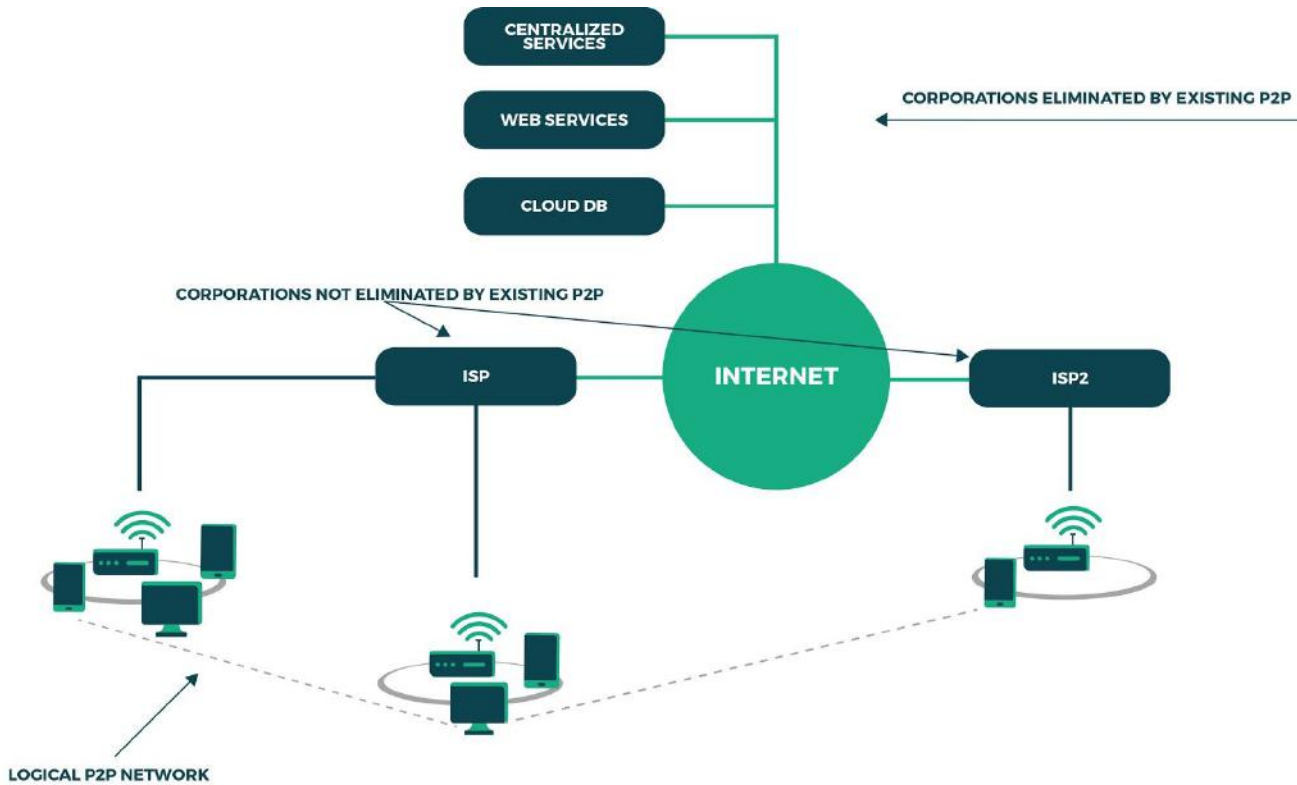 CENTRALIZED
SERVICES
CORPORATIONS ELIMINATED BY EXISTING P2P
WEB SERVICES
CLOUD DB
CORPORATIONS NOT ELIMINATED BY EXISTING P2P
ISP
INTERNET
ISP2
LOGICAL P2P NETWORK